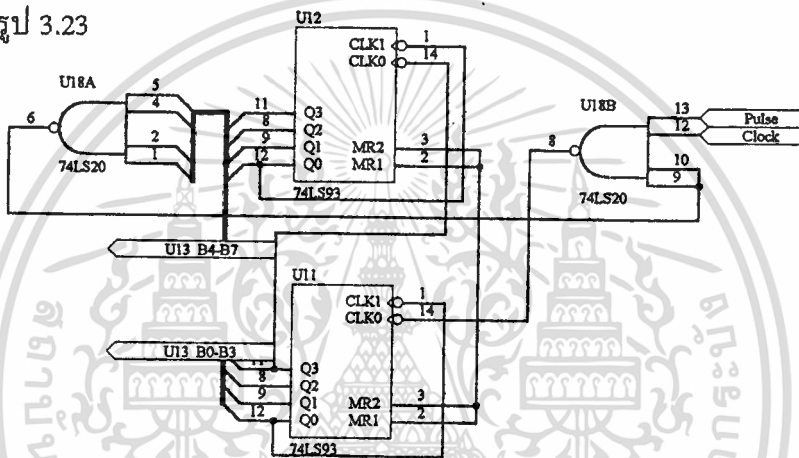 รูป 3.23
U12
CLK1 1
CLK0 14
U18A
5
4
6
2
1
11 Q3
8 Q2
9 Q1
12 Q0
MR2 3
MR1 2
74LS20
74LS93
U18B
13 Pulse
12 Clock
8
10
9
74LS20
U13 B4-B7
U11
CLK1 1
CLK0 14
U13 B0-B3
11 Q3
8 Q2
9 Q1
12 Q0
MR2 3
MR1 2
74LS93